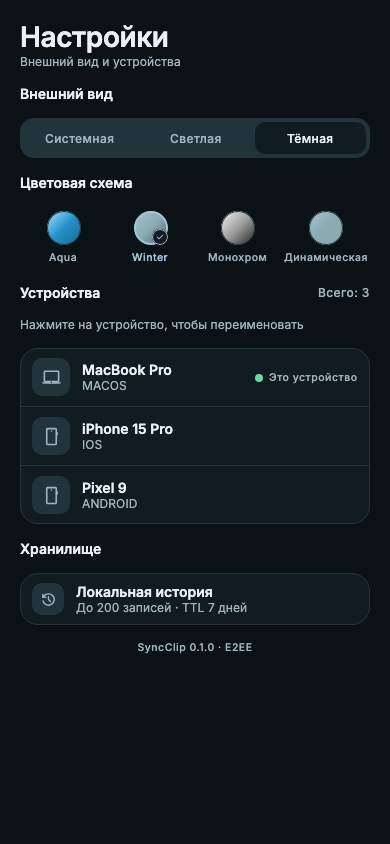 Настройки
Внешний вид и устройства
Внешний вид
Системная Светлая Тёмная
Цветовая схема
Aqua Winter Монохром Динамическая
Устройства Всего: 3
Нажмите на устройство, чтобы переименовать
MacBook Pro
MACOS
Это устройство
iPhone 15 Pro
IOS
Pixel 9
ANDROID
Хранилище
Локальная история
До 200 записей · TTL 7 дней
SyncClip 0.1.0 · E2EE